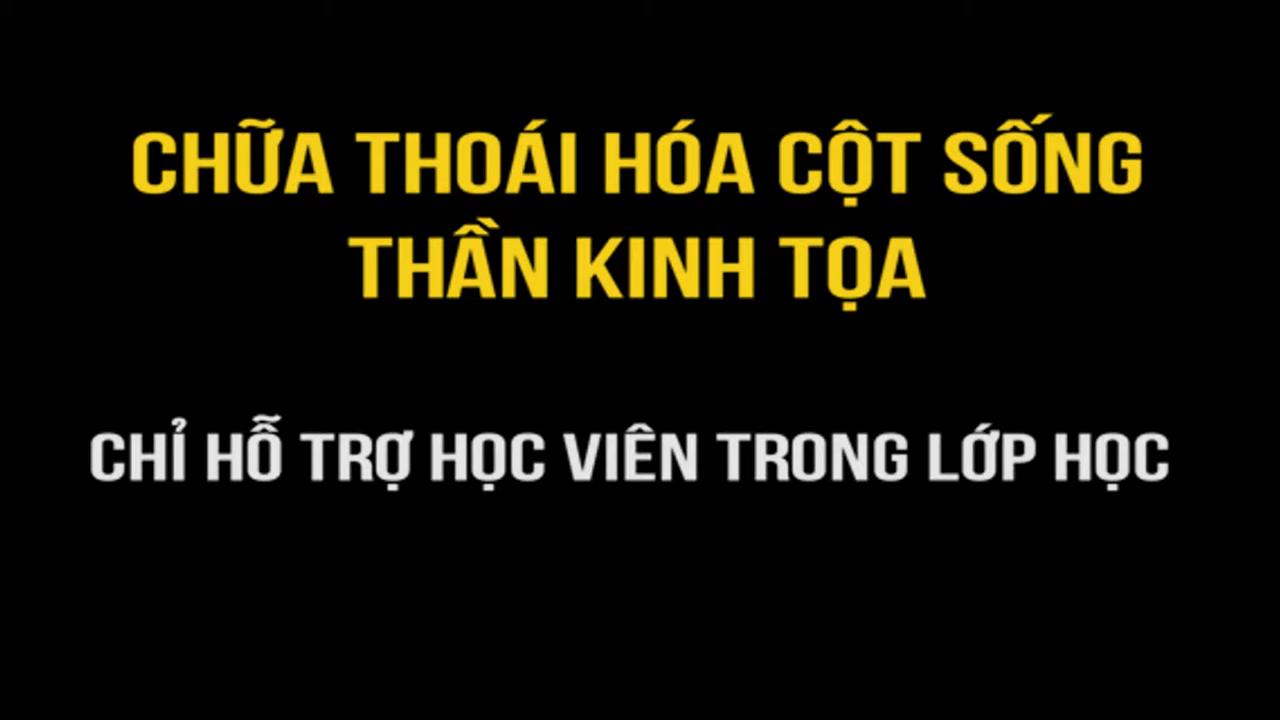 CHỮA THOÁI HÓA CỘT SỐNG
THẦN KINH TỌA
CHỈ HỖ TRỢ HỌC VIÊN TRONG LỚP HỌC